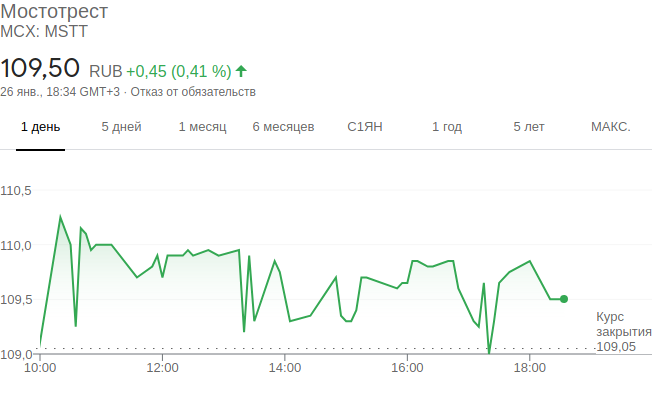 Мостотрест
MCX: MSTT
109,50 RUB +0,45 (0,41 %)
26 янв., 18:34 GMT+3 · Отказ от обязательств
1 день 5 дней 1 месяц 6 месяцев С1ЯН 1 год 5 лет МАКС.
110,5
110,0
109,5
Курс
закрытия
109,05
109,0
10:00 12:00 14:00 16:00 18:00